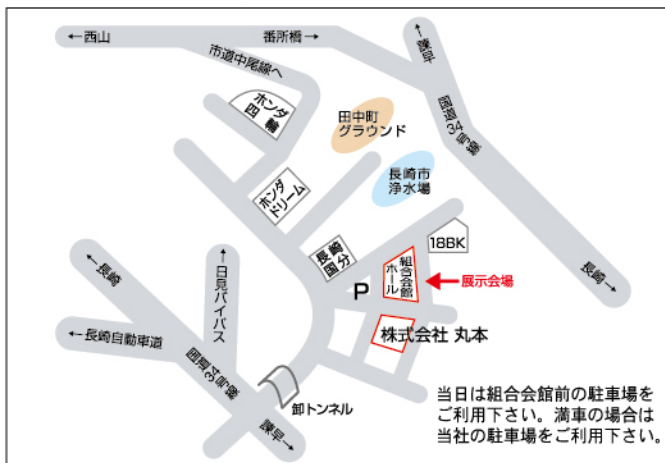 ←西山
番所橋→
市道中尾線へ
←諫早
ホンダ
四輪
田中町
グラウンド
国道34号線
長崎市
浄水場
ホンダ
ドリーム
長崎
国分
18BK
組合会館
ホール
←展示会場
P
長崎→
←長崎
←日見バイパス
←長崎自動車道
国道34号線
株式会社 丸本
卸トンネル
諫早→
当日は組合会館前の駐車場を
ご利用下さい。満車の場合は
当社の駐車場をご利用下さい。